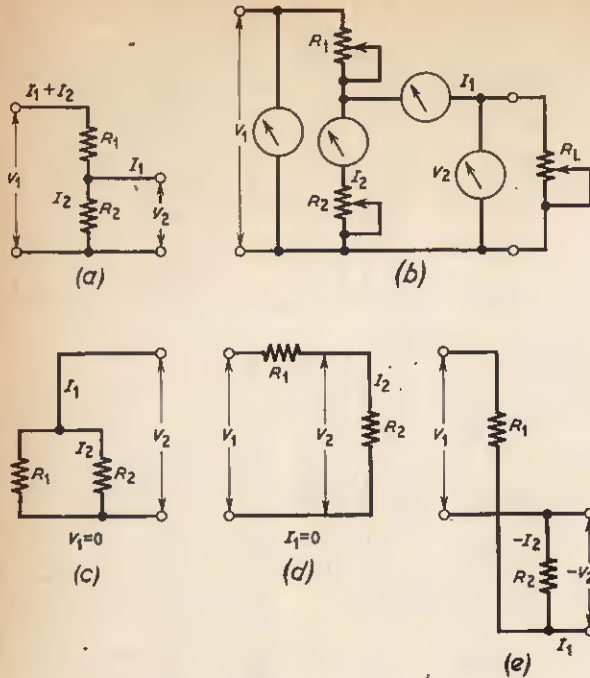 I₁ + I₂
R₁
V₁
I₁
I₂
R₂
V₂
(a)
R₁
V₁
I₁
I₂
R₂
V₂
R_L
(b)
I₁
R₁
I₂
R₂
V₂
V₁=0
(c)
R₁
V₁
V₂
I₂
R₂
I₁=0
(d)
V₁
R₁
-I₂
R₂
-V₂
I₁
(e)